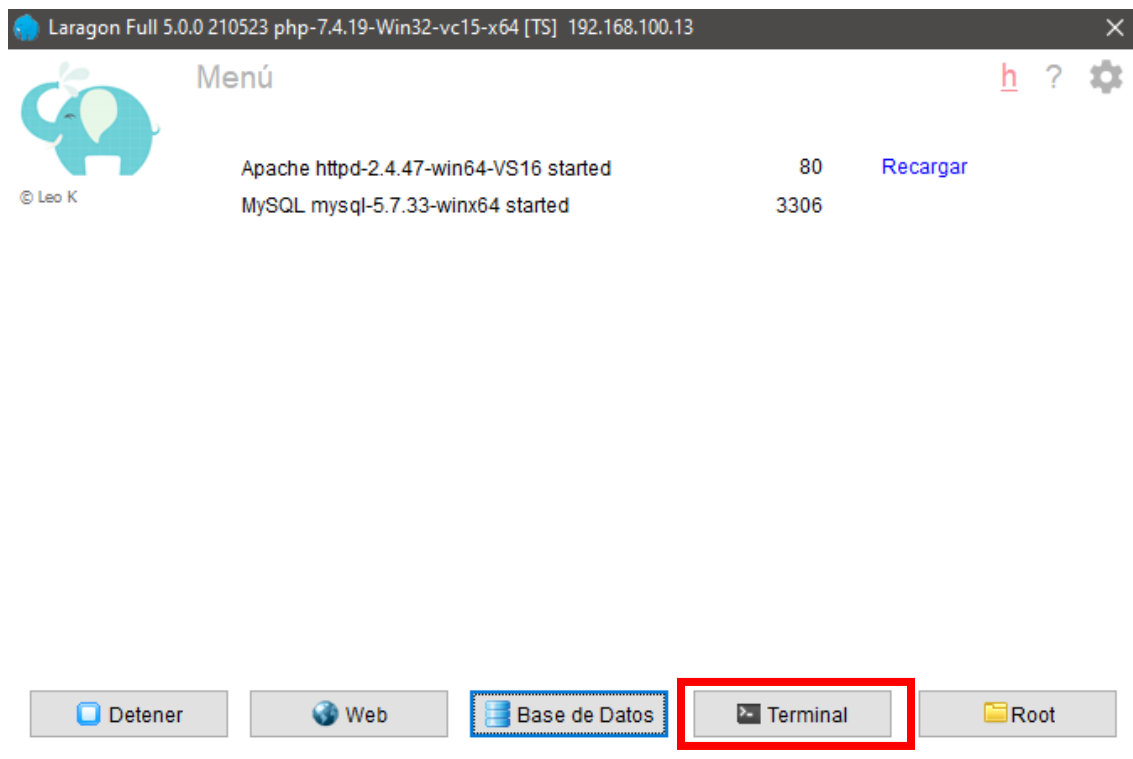 Laragon Full 5.0.0 210523 php-7.4.19-Win32-vc15-x64 [TS] 192.168.100.13
Menú
h ?
Apache httpd-2.4.47-win64-VS16 started 80 Recargar
© Leo K
MySQL mysql-5.7.33-winx64 started 3306
Detener Web Base de Datos Terminal Root